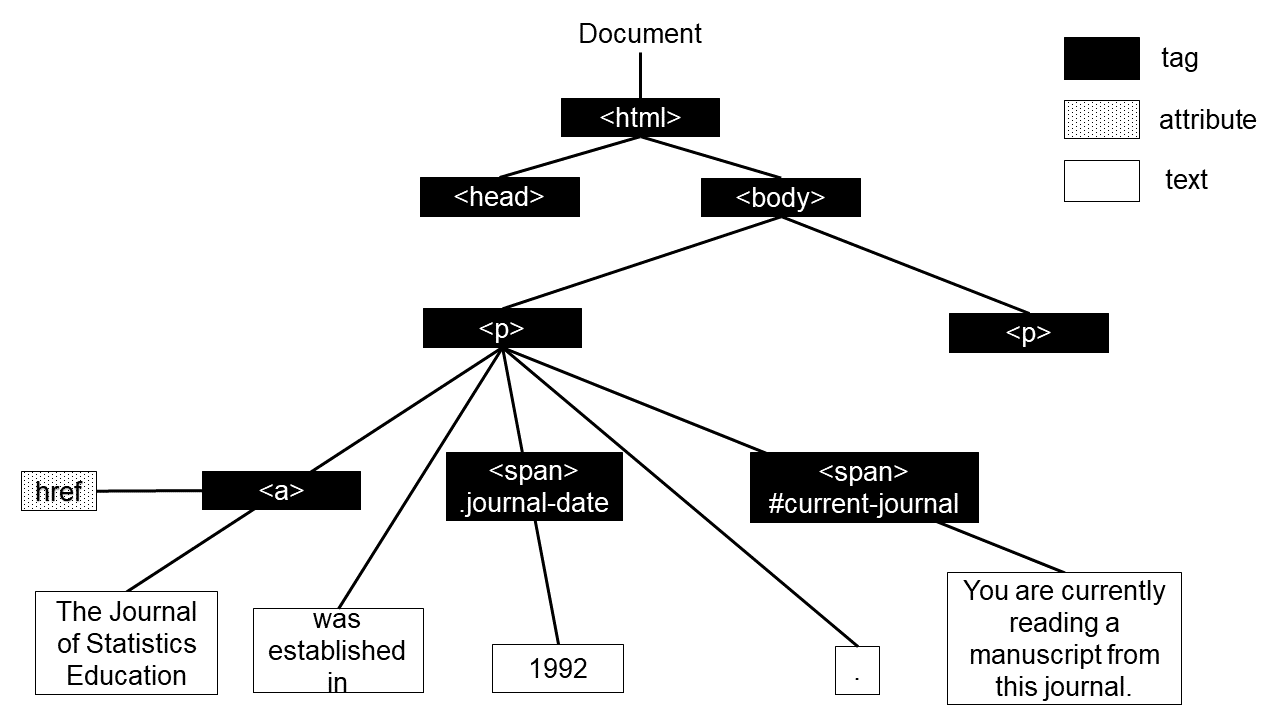 Document
tag
<html>
attribute
text
<head>
<body>
<p>
<p>
<span>
.journal-date
<span>
#current-journal
href
<a>
The Journal
of Statistics
Education
was
established
in
1992
.
You are currently
reading a
manuscript from
this journal.